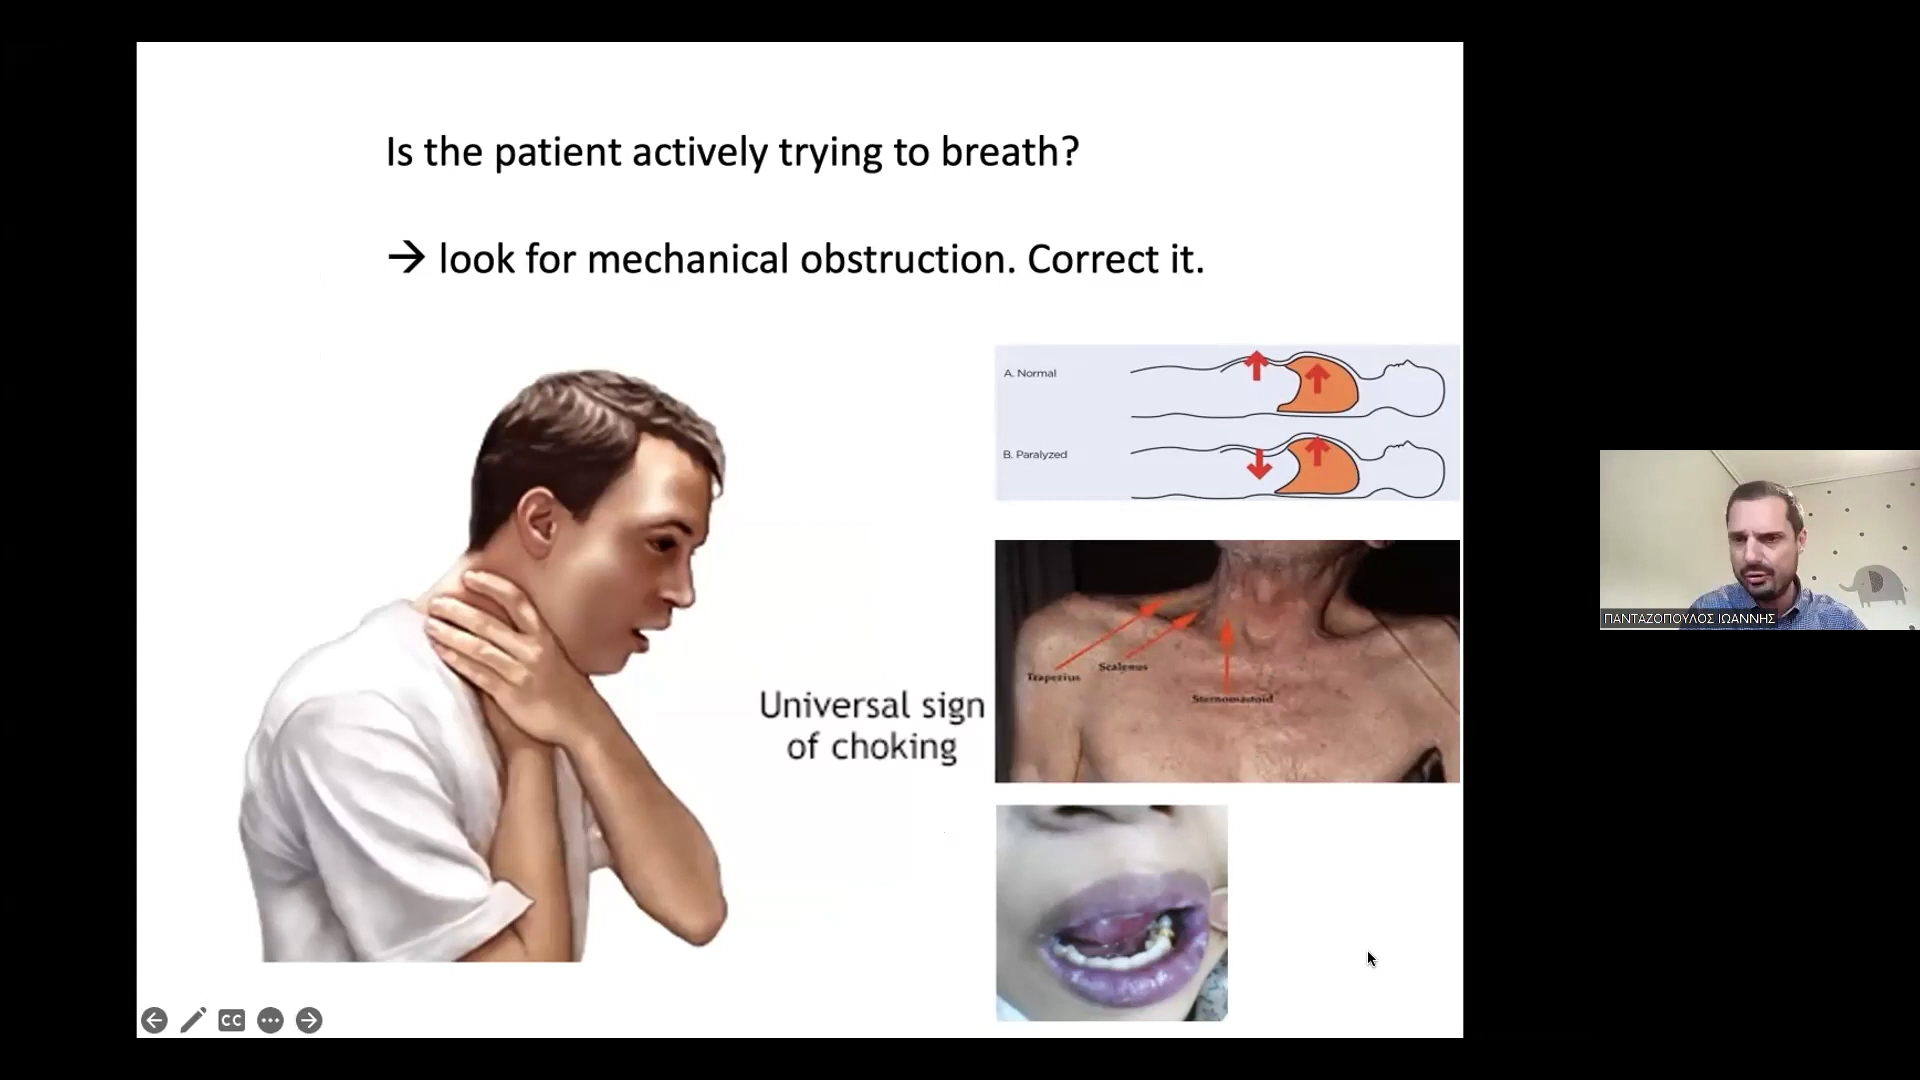 Is the patient actively trying to breath?
→ look for mechanical obstruction. Correct it.
A. Normal
B. Paralyzed
Trapezius
Scalenus
Sternomastoid
Universal sign
of choking
ΠΑΝΤΑΖΟΠΟΥΛΟΣ ΙΩΑΝΝΗΣ
CC